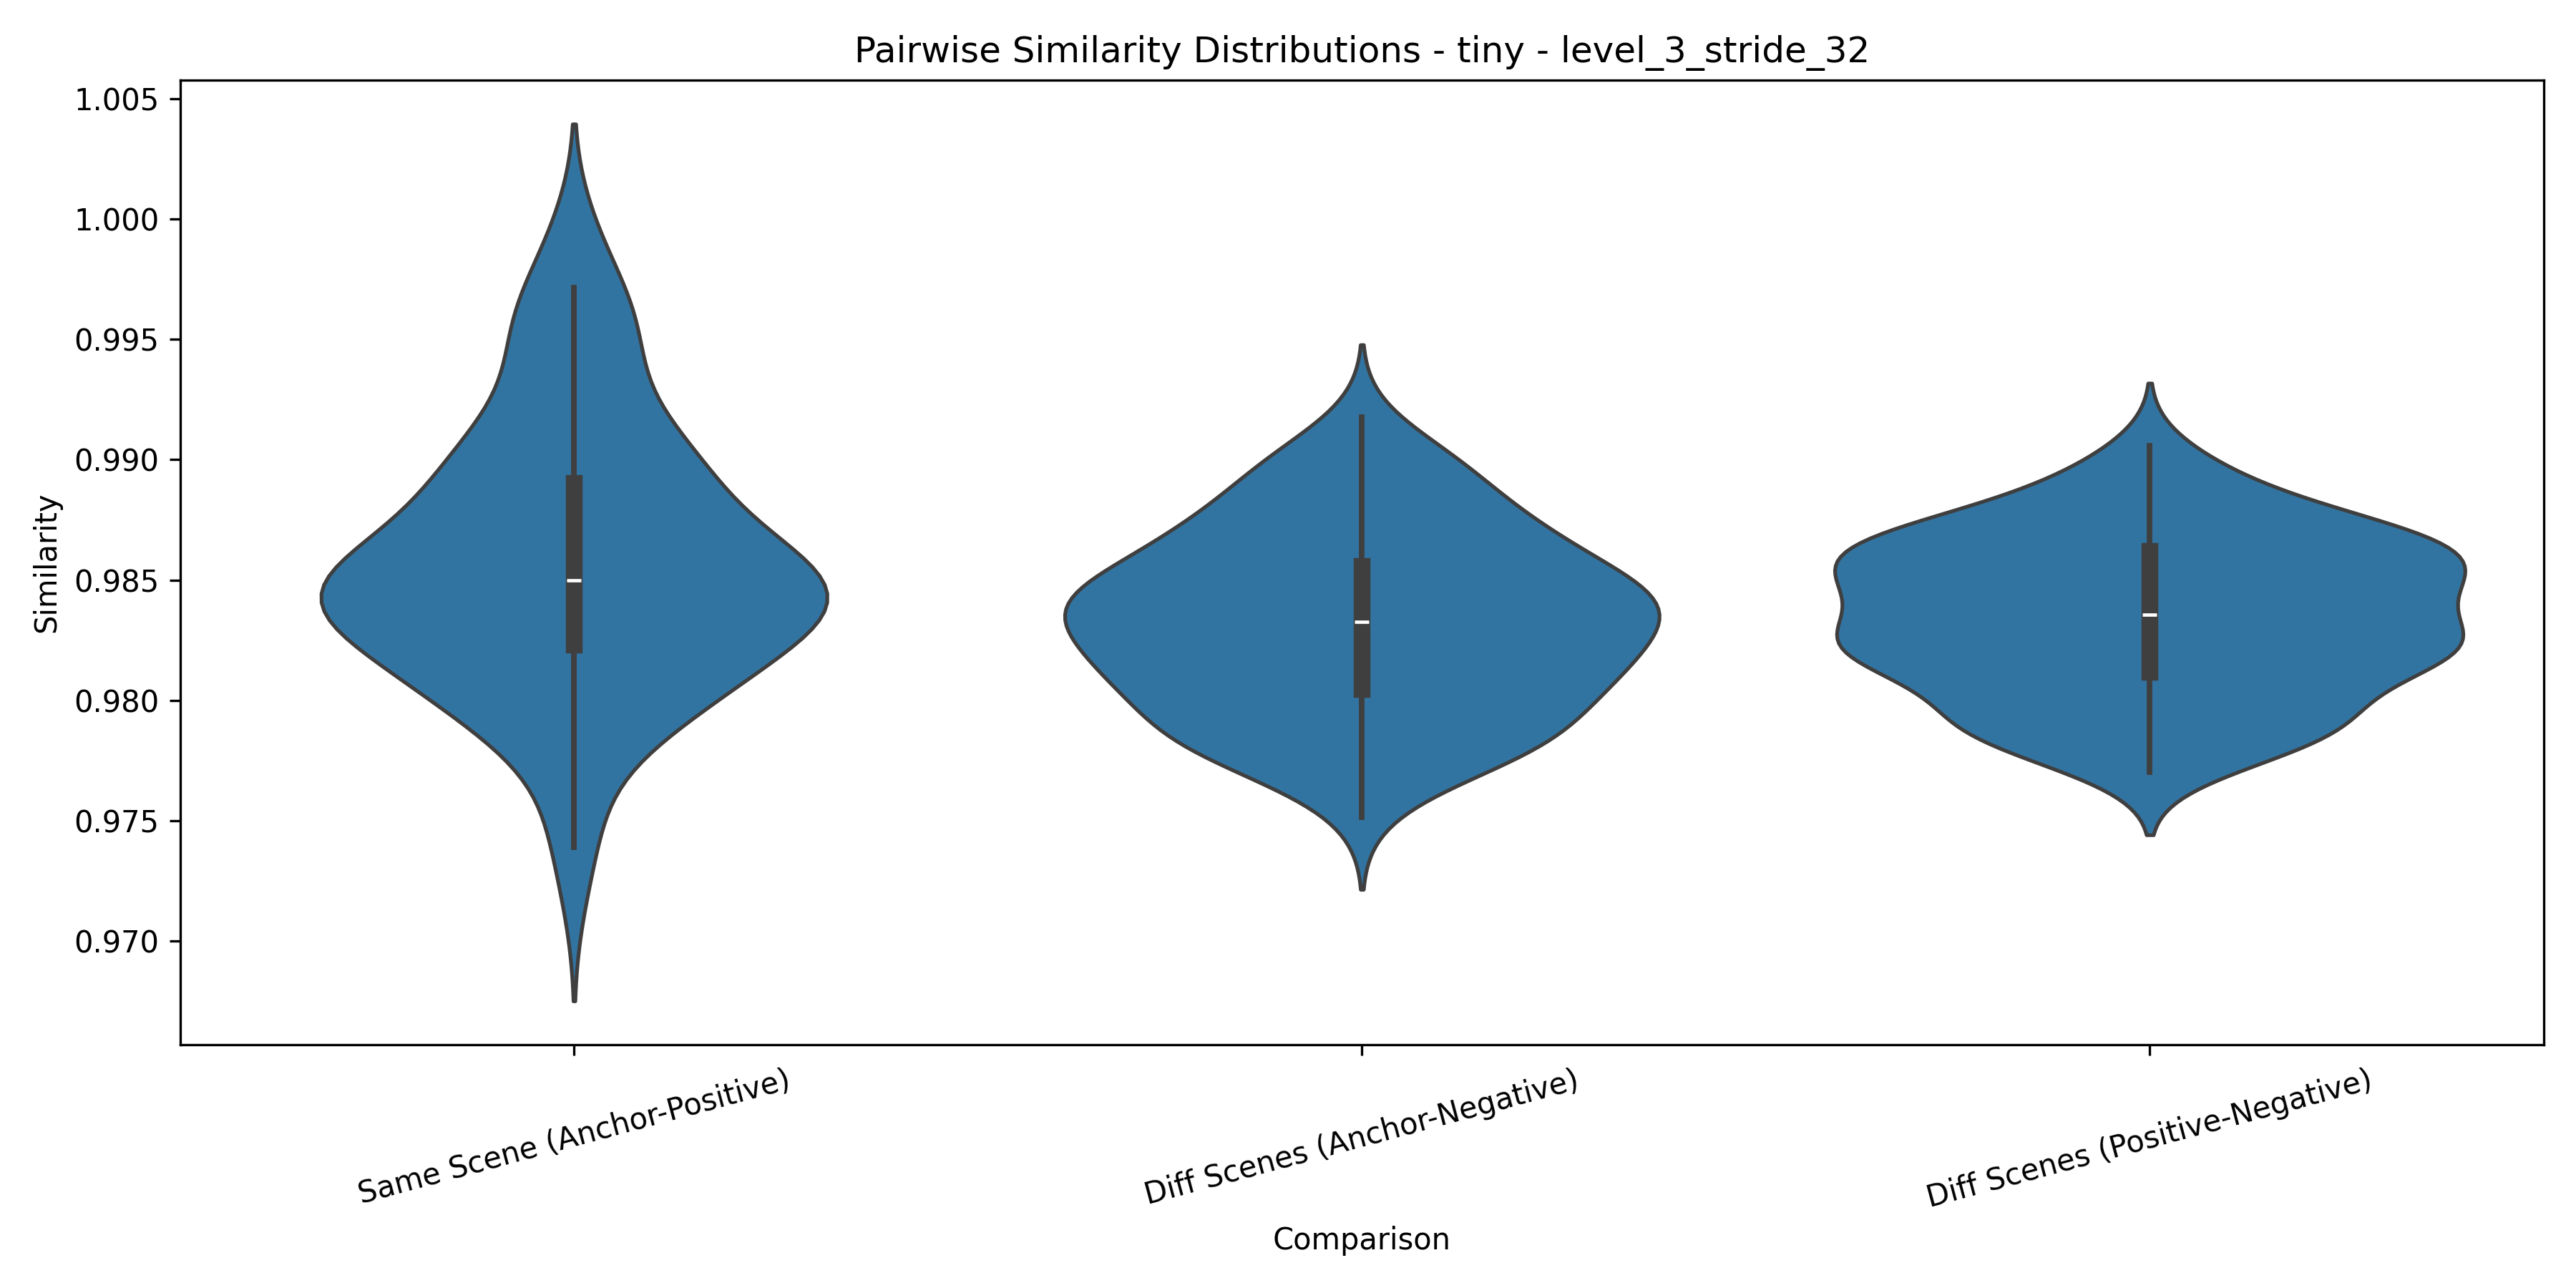 Pairwise Similarity Distributions - tiny - level_3_stride_32
1.005
1.000
0.995
0.990
0.985
0.980
0.975
0.970
Similarity
Same Scene (Anchor-Positive)
Diff Scenes (Anchor-Negative)
Diff Scenes (Positive-Negative)
Comparison